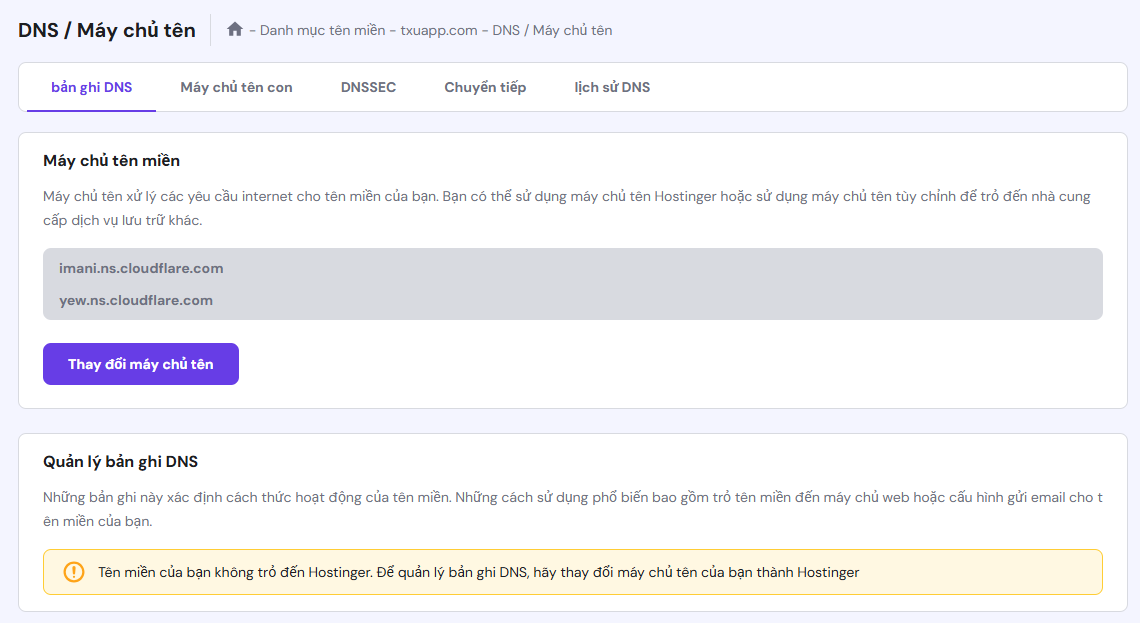 DNS / Máy chủ tên
- Danh mục tên miền - txuapp.com - DNS / Máy chủ tên
bản ghi DNS
Máy chủ tên con
DNSSEC
Chuyển tiếp
lịch sử DNS
Máy chủ tên miền
Máy chủ tên xử lý các yêu cầu internet cho tên miền của bạn. Bạn có thể sử dụng máy chủ tên Hostinger hoặc sử dụng máy chủ tên tùy chỉnh để trỏ đến nhà cung
cấp dịch vụ lưu trữ khác.
imani.ns.cloudflare.com
yew.ns.cloudflare.com
Thay đổi máy chủ tên
Quản lý bản ghi DNS
Những bản ghi này xác định cách thức hoạt động của tên miền. Những cách sử dụng phổ biến bao gồm trỏ tên miền đến máy chủ web hoặc cấu hình gửi email cho t
ên miền của bạn.
Tên miền của bạn không trỏ đến Hostinger. Để quản lý bản ghi DNS, hãy thay đổi máy chủ tên của bạn thành Hostinger